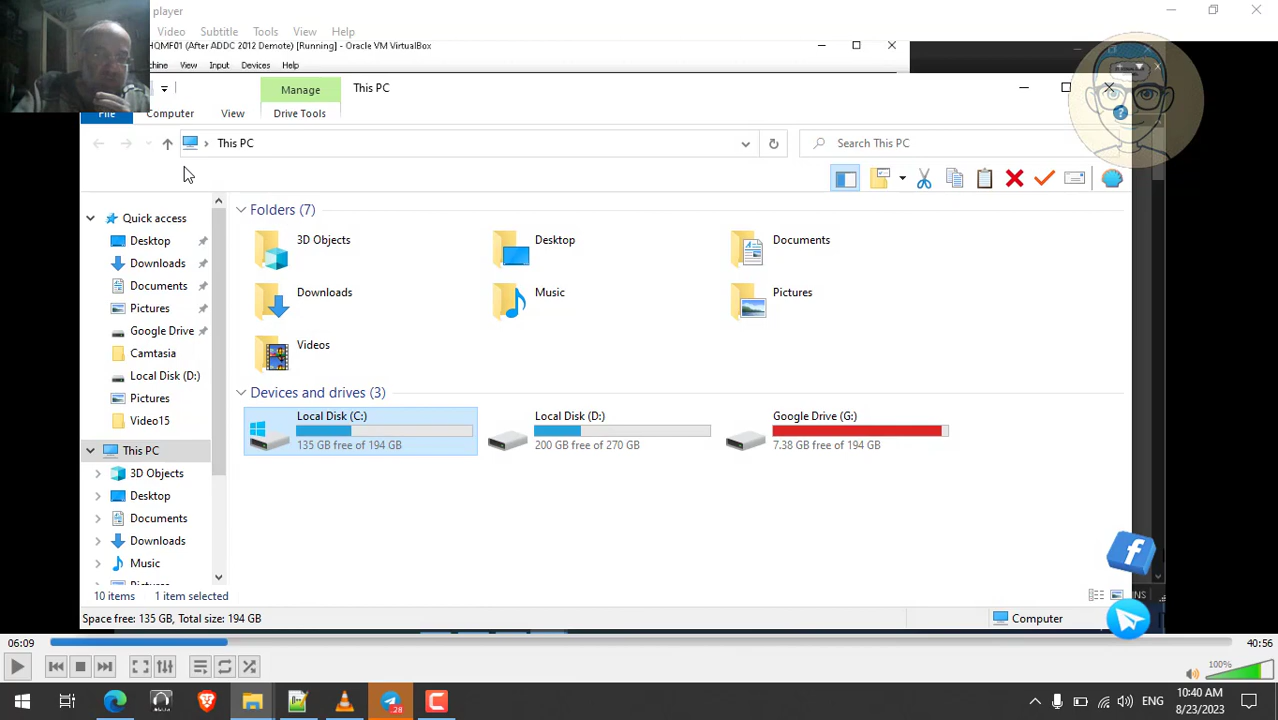 player
Video Subtitle Tools View Help
HQMF01 (After ADDC 2012 Demote) [Running] - Oracle VM VirtualBox
chine View Input Devices Help
Manage This PC
File Computer View Drive Tools
This PC
Search This PC
Quick access
Desktop
Downloads
Documents
Pictures
Google Drive
Camtasia
Local Disk (D:)
Pictures
Video15
This PC
3D Objects
Desktop
Documents
Downloads
Music
Folders (7)
3D Objects Desktop Documents
Downloads Music Pictures
Videos
Devices and drives (3)
Local Disk (C:)
135 GB free of 194 GB
Local Disk (D:)
200 GB free of 270 GB
Google Drive (G:)
7.38 GB free of 194 GB
10 items 1 item selected
Space free: 135 GB, Total size: 194 GB
Computer
06:09 40:56
100%
28
ENG
10:40 AM
8/23/2023